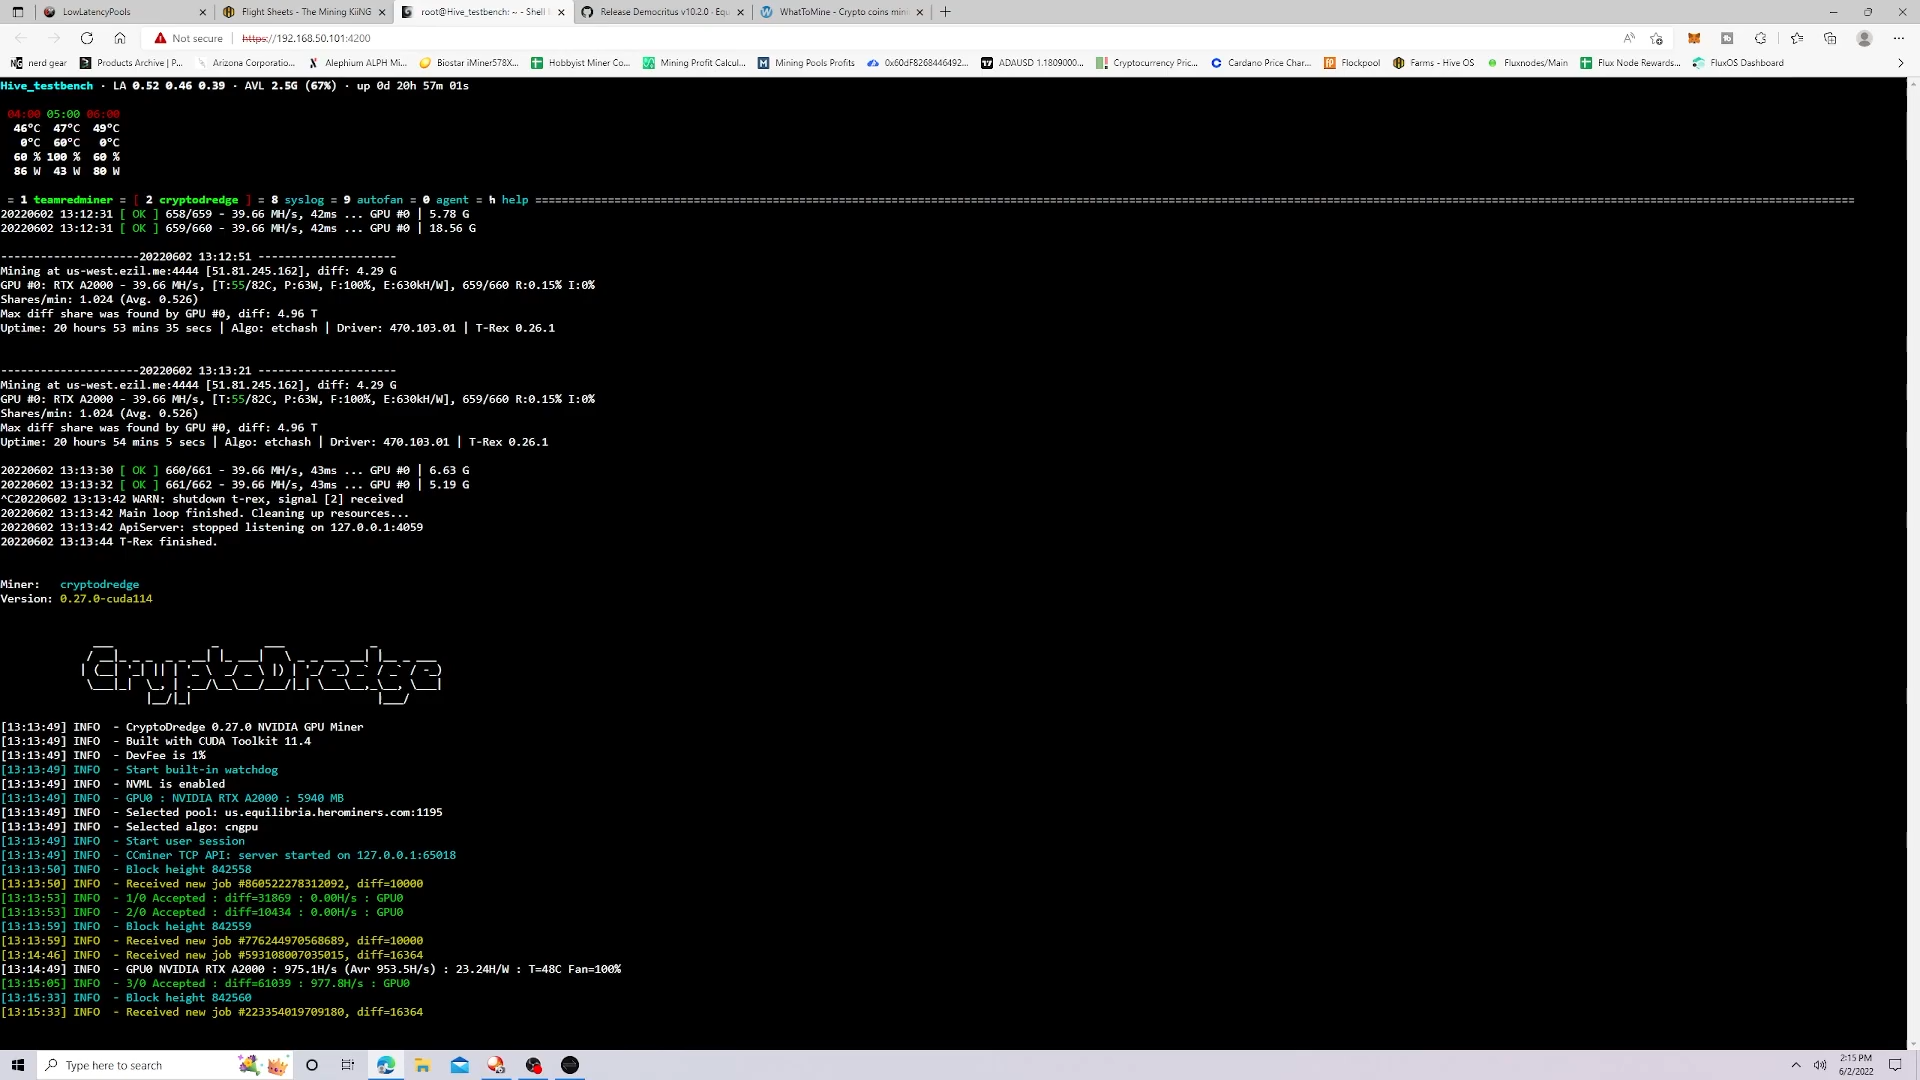 LowLatencyPools
Flight Sheets - The Mining KiiNG
root@Hive_testbench: ~ - Shell I
Release Democritus v10.2.0 · Equ
WhatToMine - Crypto coins mini
Not secure https://192.168.50.101:4200
nerd gear
Products Archive | P...
Arizona Corporatio...
Alephium ALPH Mi...
Biostar iMiner578X...
Hobbyist Miner Co...
Mining Profit Calcul...
Mining Pools Profits
0x60dF8268446492...
ADAUSD 1.1809000...
Cryptocurrency Pric...
Cardano Price Char...
Flockpool
Farms - Hive OS
Fluxnodes/Main
Flux Node Rewards...
FluxOS Dashboard
Hive_testbench · LA 0.52 0.46 0.39 · AVL 2.5G (67%) · up 0d 20h 57m 01s
04:00 05:00 06:00
46°C 47°C 49°C
0°C 60°C 0°C
60 % 100 % 60 %
86 W 43 W 80 W
= 1 teamredminer = [ 2 cryptodredge ] = 8 syslog = 9 autofan = 0 agent = h help ====================
20220602 13:12:31 [ OK ] 658/659 - 39.66 MH/s, 42ms ... GPU #0 | 5.78 G
20220602 13:12:31 [ OK ] 659/660 - 39.66 MH/s, 42ms ... GPU #0 | 18.56 G
---------------------20220602 13:12:51 ---------------------
Mining at us-west.ezil.me:4444 [51.81.245.162], diff: 4.29 G
GPU #0: RTX A2000 - 39.66 MH/s, [T:55/82C, P:63W, F:100%, E:630kH/W], 659/660 R:0.15% I:0%
Shares/min: 1.024 (Avg. 0.526)
Max diff share was found by GPU #0, diff: 4.96 T
Uptime: 20 hours 53 mins 35 secs | Algo: etchash | Driver: 470.103.01 | T-Rex 0.26.1
---------------------20220602 13:13:21 ---------------------
Mining at us-west.ezil.me:4444 [51.81.245.162], diff: 4.29 G
GPU #0: RTX A2000 - 39.66 MH/s, [T:55/82C, P:63W, F:100%, E:630kH/W], 659/660 R:0.15% I:0%
Shares/min: 1.024 (Avg. 0.526)
Max diff share was found by GPU #0, diff: 4.96 T
Uptime: 20 hours 54 mins 5 secs | Algo: etchash | Driver: 470.103.01 | T-Rex 0.26.1
20220602 13:13:30 [ OK ] 660/661 - 39.66 MH/s, 43ms ... GPU #0 | 6.63 G
20220602 13:13:32 [ OK ] 661/662 - 39.66 MH/s, 43ms ... GPU #0 | 5.19 G
^C20220602 13:13:42 WARN: shutdown t-rex, signal [2] received
20220602 13:13:42 Main loop finished. Cleaning up resources...
20220602 13:13:42 ApiServer: stopped listening on 127.0.0.1:4059
20220602 13:13:44 T-Rex finished.
Miner: cryptodredge
Version: 0.27.0-cuda114
CryptoDredge
[13:13:49] INFO - CryptoDredge 0.27.0 NVIDIA GPU Miner
[13:13:49] INFO - Built with CUDA Toolkit 11.4
[13:13:49] INFO - DevFee is 1%
[13:13:49] INFO - Start built-in watchdog
[13:13:49] INFO - NVML is enabled
[13:13:49] INFO - GPU0 : NVIDIA RTX A2000 : 5940 MB
[13:13:49] INFO - Selected pool: us.equilibria.herominers.com:1195
[13:13:49] INFO - Selected algo: cngpu
[13:13:49] INFO - Start user session
[13:13:49] INFO - CCminer TCP API: server started on 127.0.0.1:65018
[13:13:50] INFO - Block height 842558
[13:13:50] INFO - Received new job #860522278312092, diff=10000
[13:13:53] INFO - 1/0 Accepted : diff=31869 : 0.00H/s : GPU0
[13:13:53] INFO - 2/0 Accepted : diff=10434 : 0.00H/s : GPU0
[13:13:59] INFO - Block height 842559
[13:13:59] INFO - Received new job #776244970568689, diff=10000
[13:14:46] INFO - Received new job #593108007035015, diff=16364
[13:14:49] INFO - GPU0 NVIDIA RTX A2000 : 975.1H/s (Avr 953.5H/s) : 23.24H/W : T=48C Fan=100%
[13:15:05] INFO - 3/0 Accepted : diff=61039 : 977.8H/s : GPU0
[13:15:33] INFO - Block height 842560
[13:15:33] INFO - Received new job #223354019709180, diff=16364
Type here to search
2:15 PM
6/2/2022